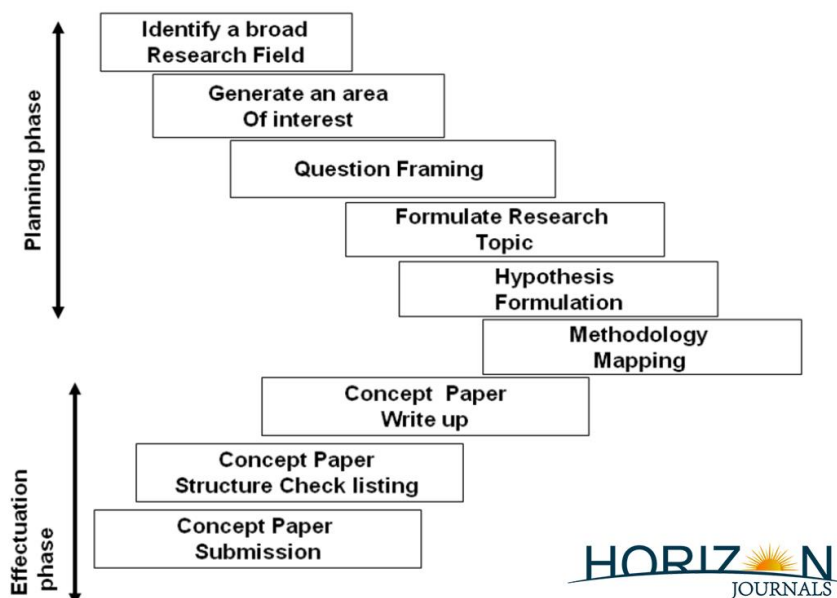 Planning phase
Identify a broad
Research Field
Generate an area
Of interest
Question Framing
Formulate Research
Topic
Hypothesis
Formulation
Methodology
Mapping
Effectuation
phase
Concept Paper
Write up
Concept Paper
Structure Check listing
Concept Paper
Submission
HORIZON
JOURNALS